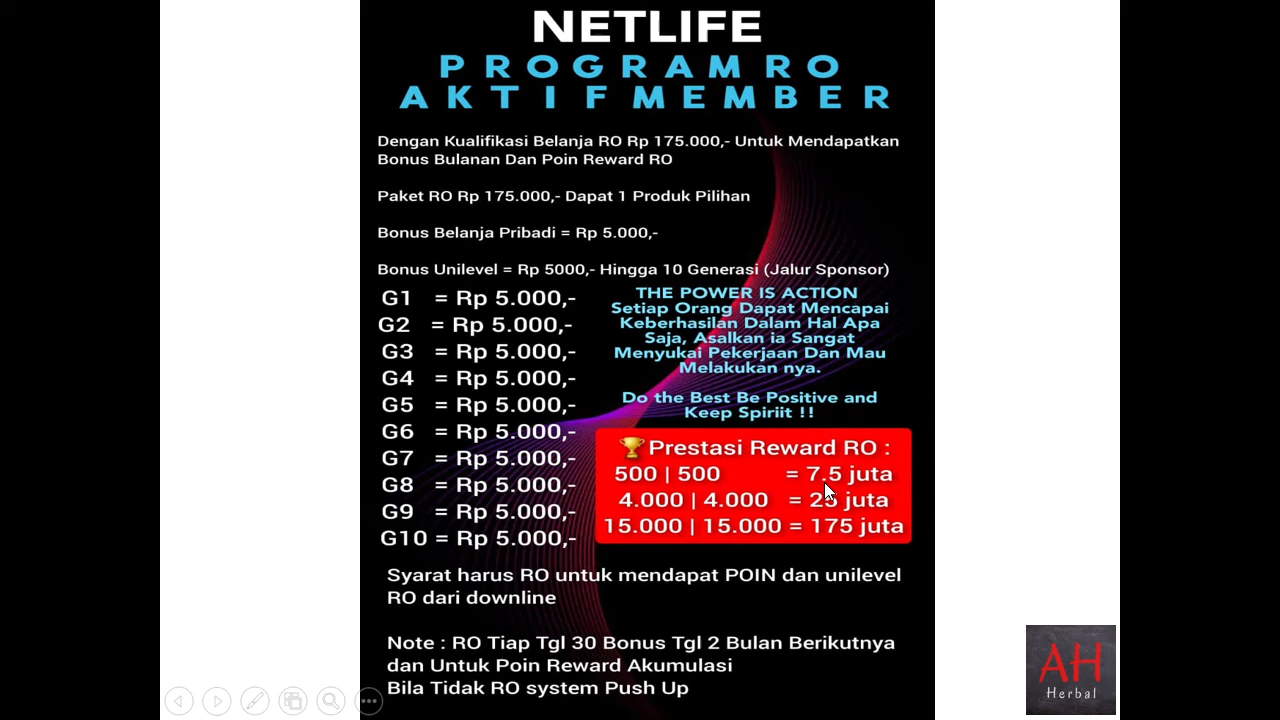 NETLIFE
PROGRAM RO
AKTIF MEMBER
Dengan Kualifikasi Belanja RO Rp 175.000,- Untuk Mendapatkan
Bonus Bulanan Dan Poin Reward RO
Paket RO Rp 175.000,- Dapat 1 Produk Pilihan
Bonus Belanja Pribadi = Rp 5.000,-
Bonus Unilevel = Rp 5000,- Hingga 10 Generasi (Jalur Sponsor)
G1 = Rp 5.000,-
G2 = Rp 5.000,-
G3 = Rp 5.000,-
G4 = Rp 5.000,-
G5 = Rp 5.000,-
G6 = Rp 5.000,-
G7 = Rp 5.000,-
G8 = Rp 5.000,-
G9 = Rp 5.000,-
G10 = Rp 5.000,-
THE POWER IS ACTION
Setiap Orang Dapat Mencapai
Keberhasilan Dalam Hal Apa
Saja, Asalkan ia Sangat
Menyukai Pekerjaan Dan Mau
Melakukan nya.
Do the Best Be Positive and
Keep Spiriit !!
🏆Prestasi Reward RO :
500 | 500 = 7.5 juta
4.000 | 4.000 = 25 juta
15.000 | 15.000 = 175 juta
Syarat harus RO untuk mendapat POIN dan unilevel
RO dari downline
Note : RO Tiap Tgl 30 Bonus Tgl 2 Bulan Berikutnya
dan Untuk Poin Reward Akumulasi
Bila Tidak RO system Push Up
AH
Herbal